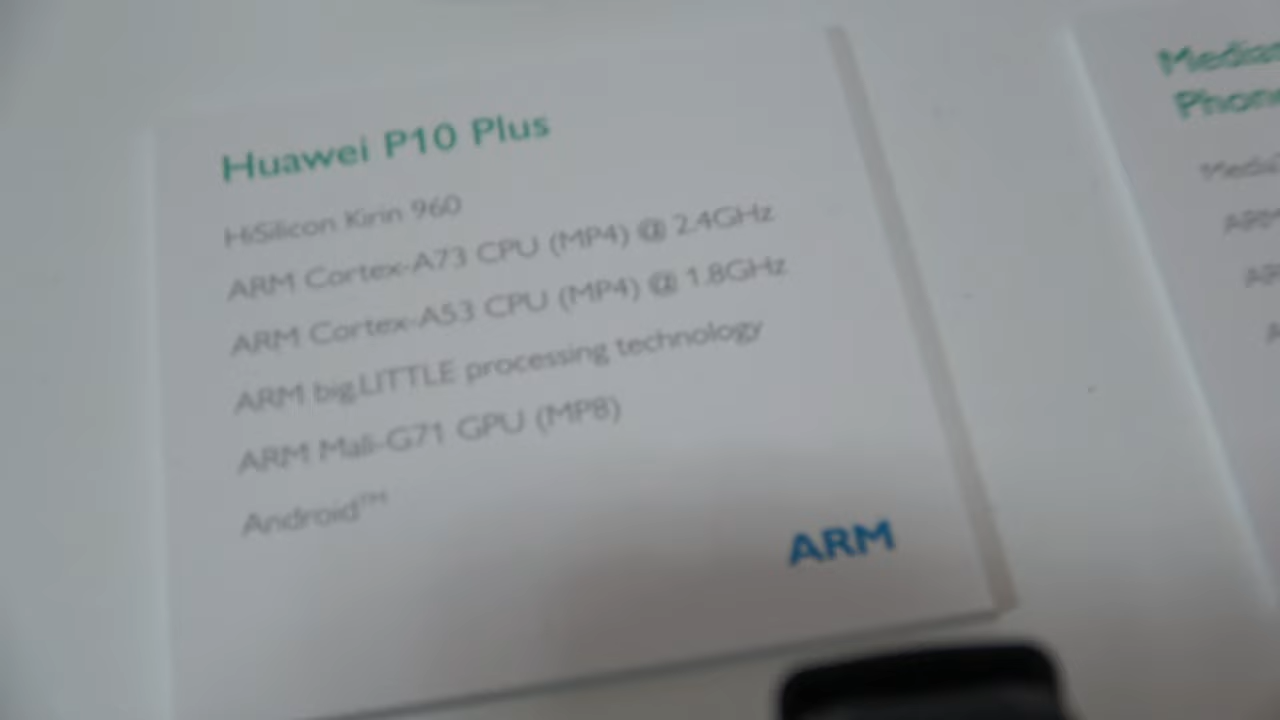 Huawei P10 Plus
HiSilicon Kirin 960
ARM Cortex-A73 CPU (MP4) @ 2.4GHz
ARM Cortex-A53 CPU (MP4) @ 1.8GHz
ARM big.LITTLE processing technology
ARM Mali-G71 GPU (MP8)
Android™
ARM
ARM